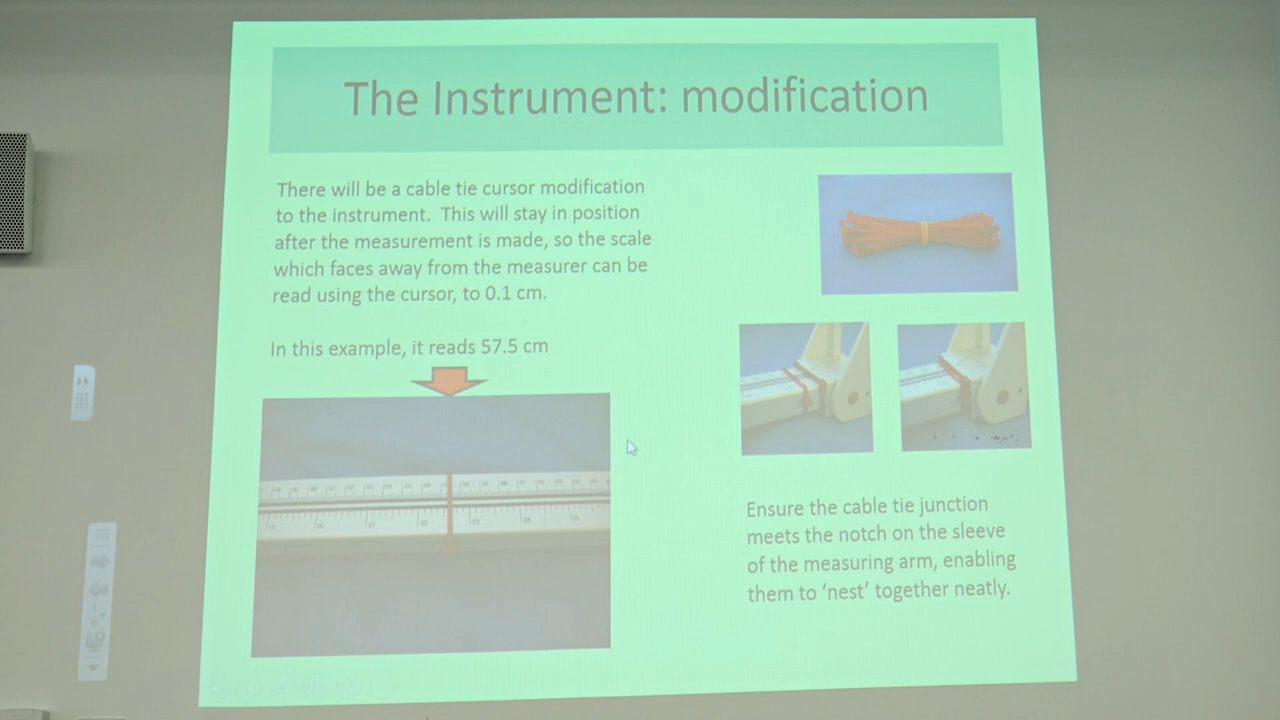 The Instrument: modification
There will be a cable tie cursor modification
to the instrument. This will stay in position
after the measurement is made, so the scale
which faces away from the measurer can be
read using the cursor, to 0.1 cm.
In this example, it reads 57.5 cm
Ensure the cable tie junction
meets the notch on the sleeve
of the measuring arm, enabling
them to ‘nest’ together neatly.